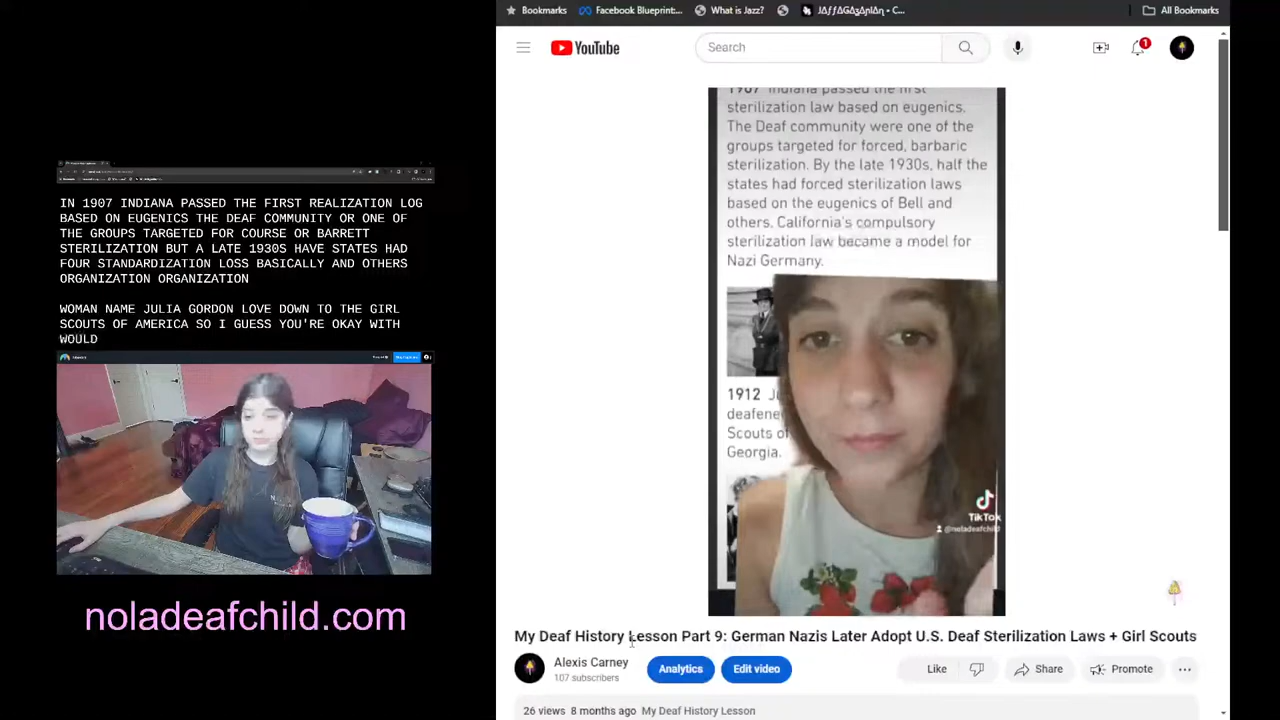 Bookmarks
Facebook Blueprint:...
What is Jazz?
All Bookmarks
YouTube
Search
1
1907 Indiana passed the first
sterilization law based on eugenics.
The Deaf community were one of the
groups targeted for forced, barbaric
sterilization. By the late 1930s, half the
states had forced sterilization laws
based on the eugenics of Bell and
others. California's compulsory
sterilization law became a model for
Nazi Germany.
1912
deafene
Scouts of
Georgia.
TikTok
@noladeafchild
IN 1907 INDIANA PASSED THE FIRST REALIZATION LOG
BASED ON EUGENICS THE DEAF COMMUNITY OR ONE OF
THE GROUPS TARGETED FOR COURSE OR BARRETT
STERILIZATION BUT A LATE 1930S HAVE STATES HAD
FOUR STANDARDIZATION LOSS BASICALLY AND OTHERS
ORGANIZATION ORGANIZATION
WOMAN NAME JULIA GORDON LOVE DOWN TO THE GIRL
SCOUTS OF AMERICA SO I GUESS YOU'RE OKAY WITH
WOULD
noladeafchild.com
My Deaf History Lesson Part 9: German Nazis Later Adopt U.S. Deaf Sterilization Laws + Girl Scouts
Alexis Carney
107 subscribers
Analytics
Edit video
Like
Share
Promote
26 views 8 months ago My Deaf History Lesson